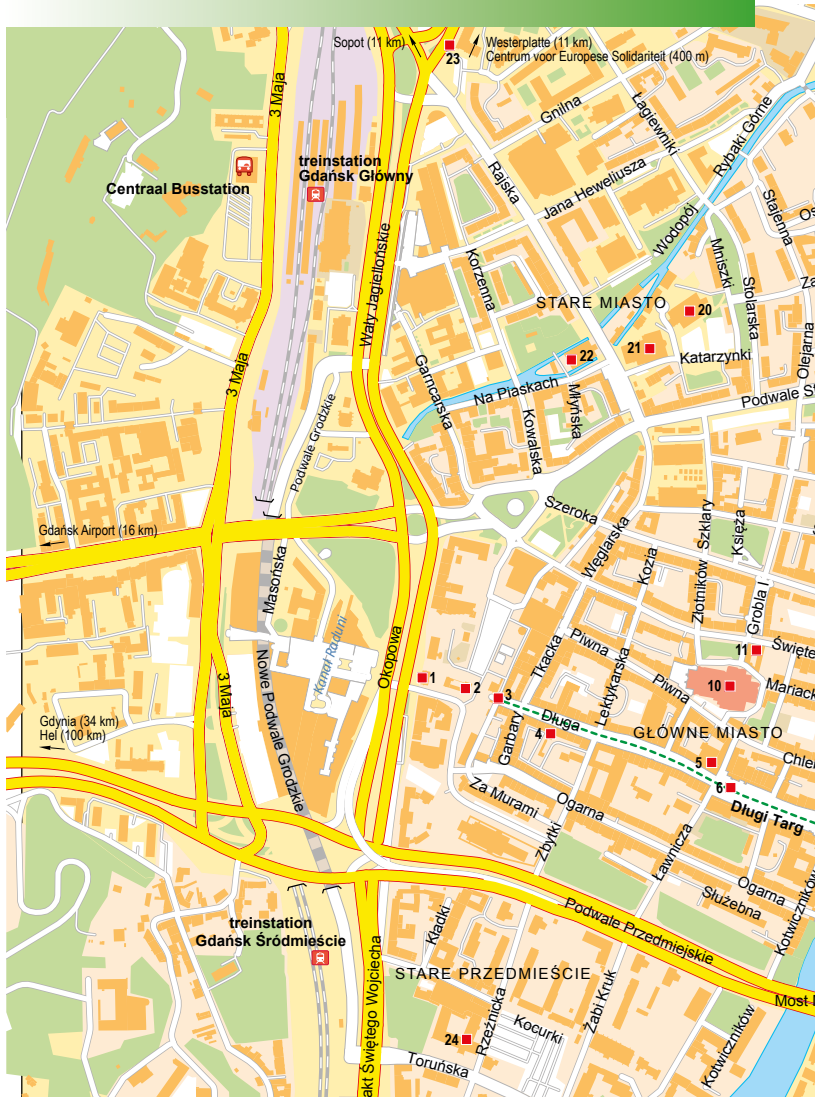 Sopot (11 km)
Westerplatte (11 km)
Centrum voor Europese Solidariteit (400 m)
23
3 Maja
Gnilna
Łagiewniki
Rybaki Górne
treinstation
Gdańsk Główny
Centraal Busstation
Rajska
Jana Heweliusza
Stajenna
Wodopój
Wały Jagiellońskie
Korzenna
Mniszki
Stolarska
STARE MIASTO
20
21
22
Katarzynki
Olejarna
3 Maja
Garncarska
Na Piaskach
Młyńska
Kowalska
Podwale Grodzkie
Podwale S
Szeroka
Gdańsk Airport (16 km)
Węglarska
Kozia
Złotników
Szklary
Księża
Grobla I.
Masońska
Kanał Raduni
Okopowa
Tkacka
Piwna
Piwna
Lektykarska
11
Święte
1
2
3
10
Mariack
3 Maja
Nowe Podwale Grodzkie
Gdynia (34 km)
Hel (100 km)
Długa
4
Garbary
GŁÓWNE MIASTO
5
Chle
6
Długi Targ
Za Murami
Ogarna
Zbytki
Ławnicza
Ogarna
Służebna
Kotwiczników
Podwale Przedmiejskie
treinstation
Gdańsk Śródmieście
Kładki
STARE PRZEDMIEŚCIE
akt Świętego Wojciecha
Rzeźnicka
Żabi Kruk
Most
Kocurki
24
Toruńska
Kotwiczników